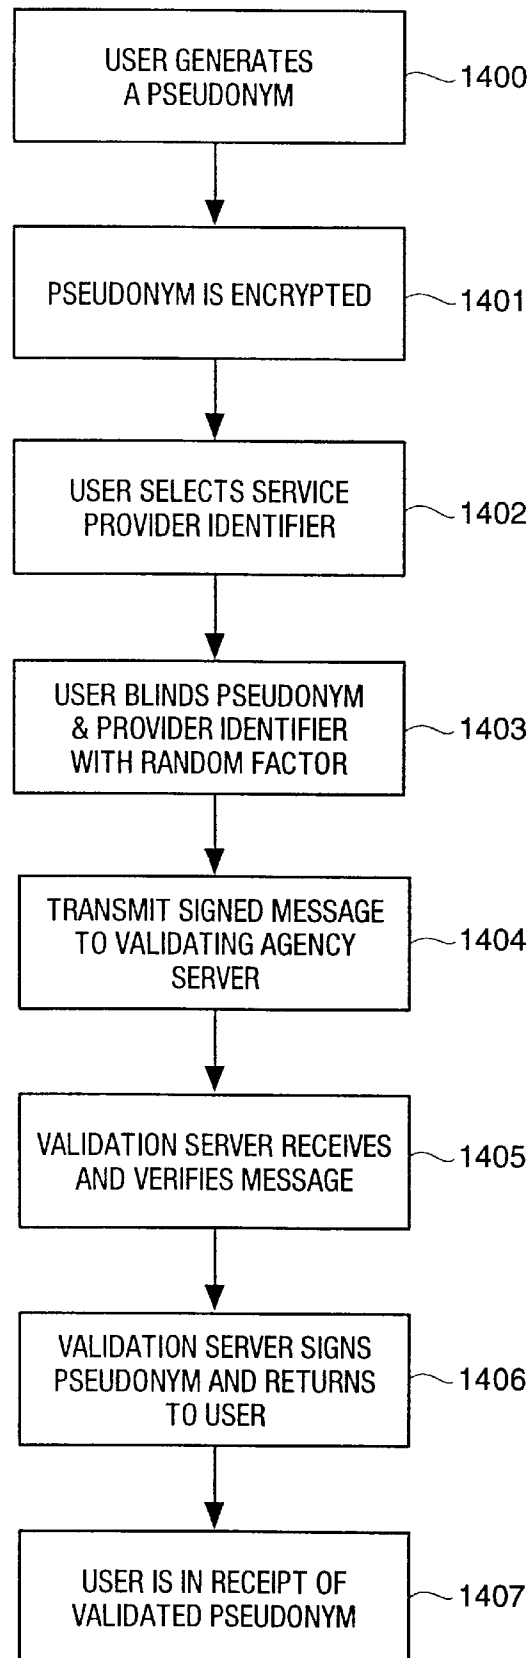 USER GENERATES
A PSEUDONYM
1400
PSEUDONYM IS ENCRYPTED
1401
USER SELECTS SERVICE
PROVIDER IDENTIFIER
1402
USER BLINDS PSEUDONYM
& PROVIDER IDENTIFIER
WITH RANDOM FACTOR
1403
TRANSMIT SIGNED MESSAGE
TO VALIDATING AGENCY
SERVER
1404
VALIDATION SERVER RECEIVES
AND VERIFIES MESSAGE
1405
VALIDATION SERVER SIGNS
PSEUDONYM AND RETURNS
TO USER
1406
USER IS IN RECEIPT OF
VALIDATED PSEUDONYM
1407